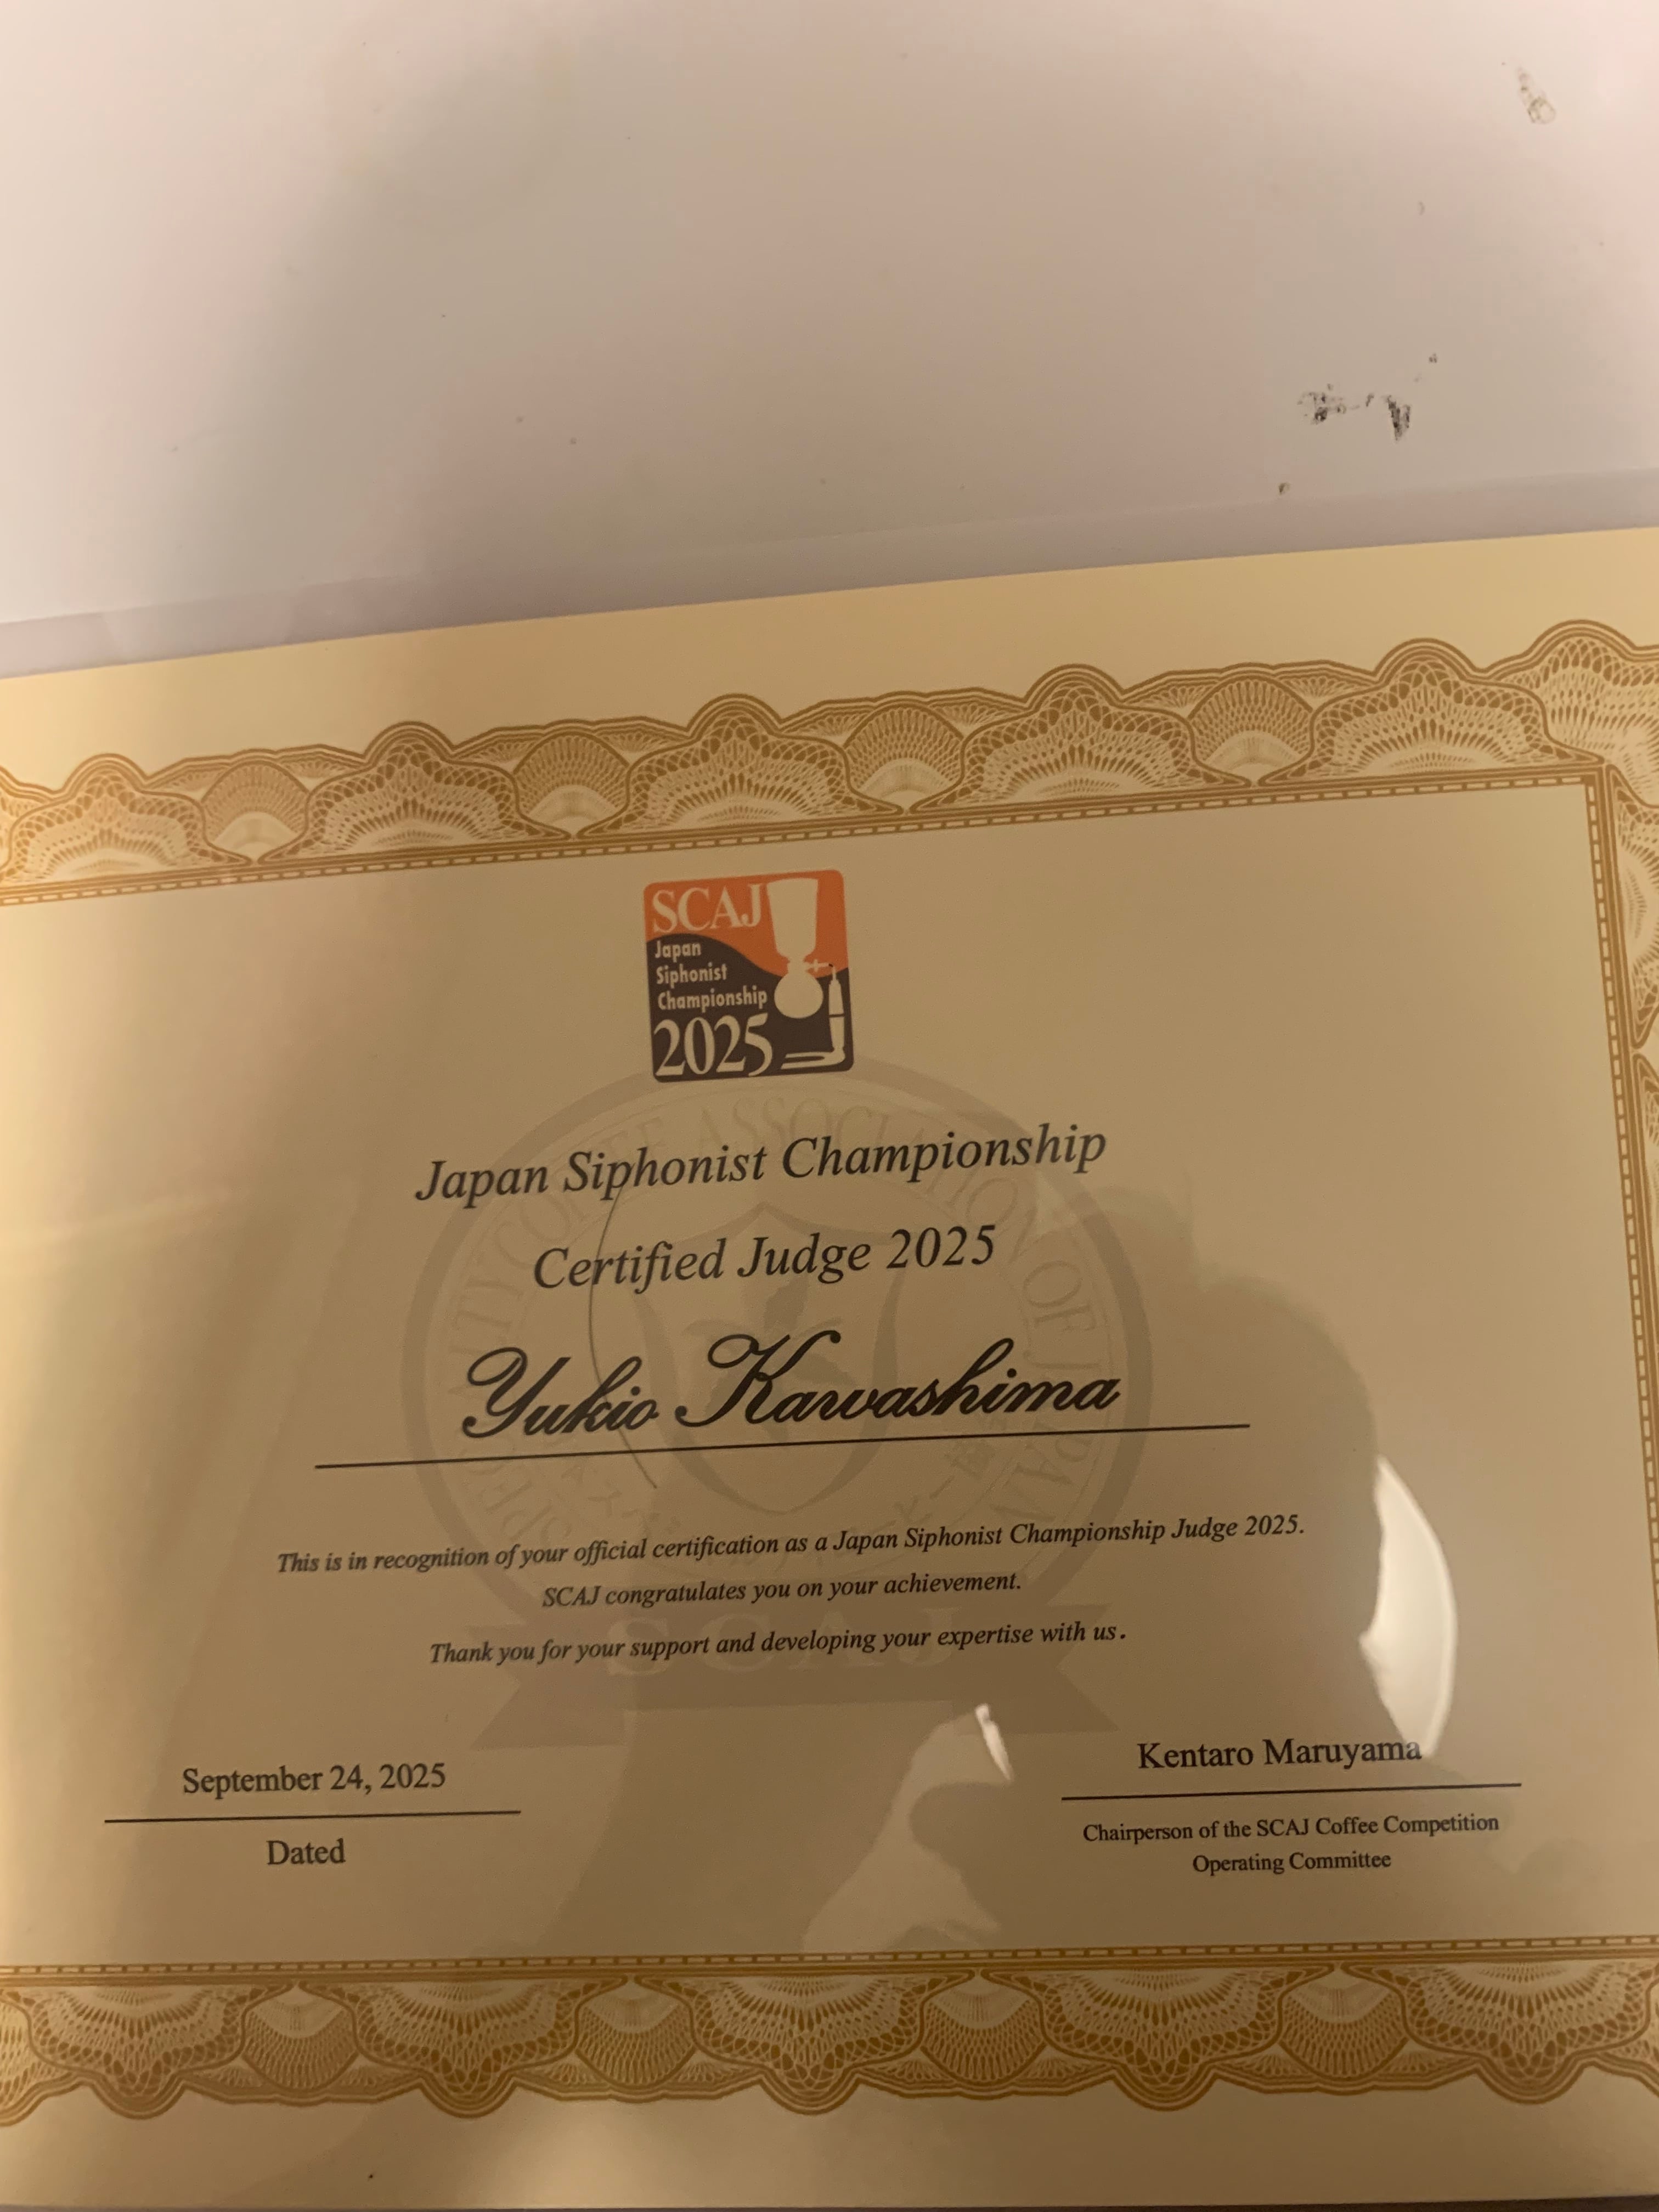 SCAJ
Japan
Siphonist
Championship
2025
Japan Siphonist Championship
Certified Judge 2025
Yukio Kawashima
This is in recognition of your official certification as a Japan Siphonist Championship Judge 2025.
SCAJ congratulates you on your achievement.
Thank you for your support and developing your expertise with us.
SCAJ
September 24, 2025
Dated
Kentaro Maruyama
Chairperson of the SCAJ Coffee Competition
Operating Committee